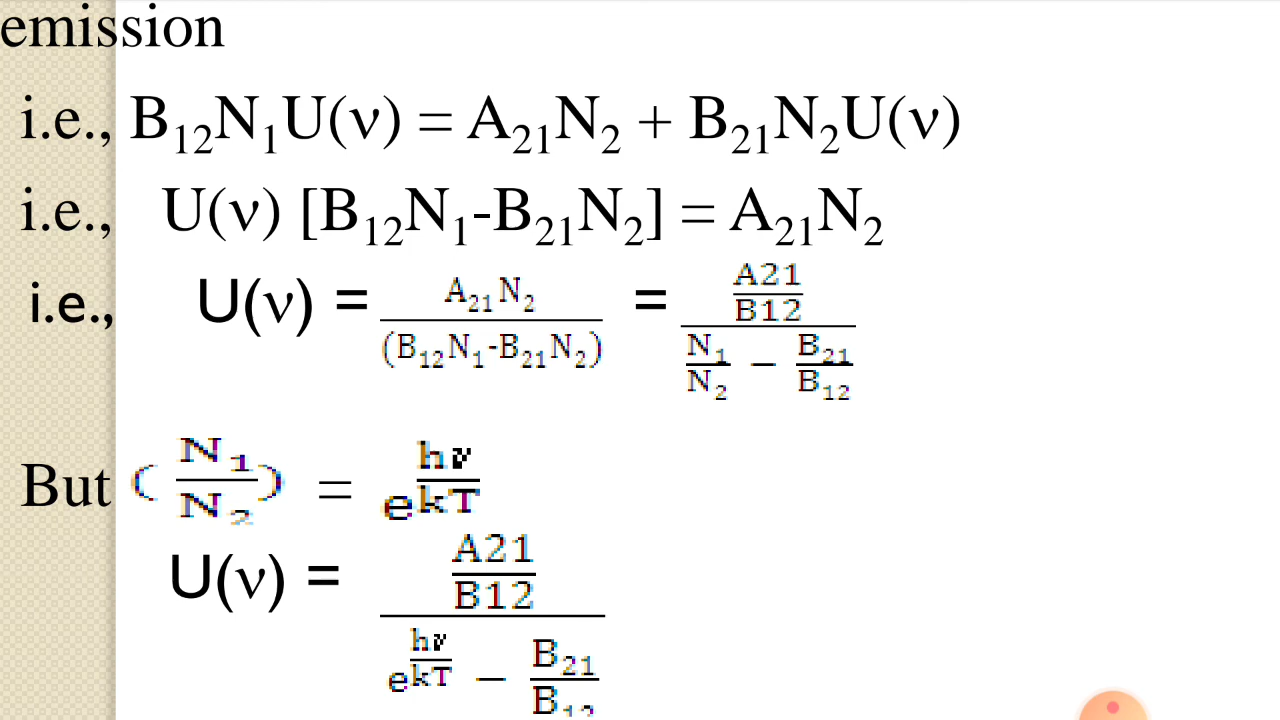 emission
i.e., B₁₂N₁U(ν) = A₂₁N₂ + B₂₁N₂U(ν)
i.e., U(ν) [B₁₂N₁-B₂₁N₂] = A₂₁N₂
i.e., U(ν) = A₂₁N₂ / (B₁₂N₁-B₂₁N₂) = (A21/B12) / (N₁/N₂ − B₂₁/B₁₂)
But (N₁/N₂) = e^(hν/kT)
U(ν) = (A21/B12) / (e^(hν/kT) − B₂₁/B₁₂)